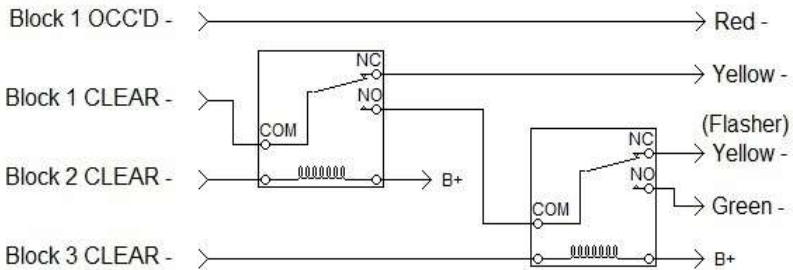 Block 1 OCC'D -
Red -
NC
Yellow -
Block 1 CLEAR -
NO
(Flasher)
COM
NC
Yellow -
Block 2 CLEAR -
B+
NO
Green -
COM
Block 3 CLEAR -
B+